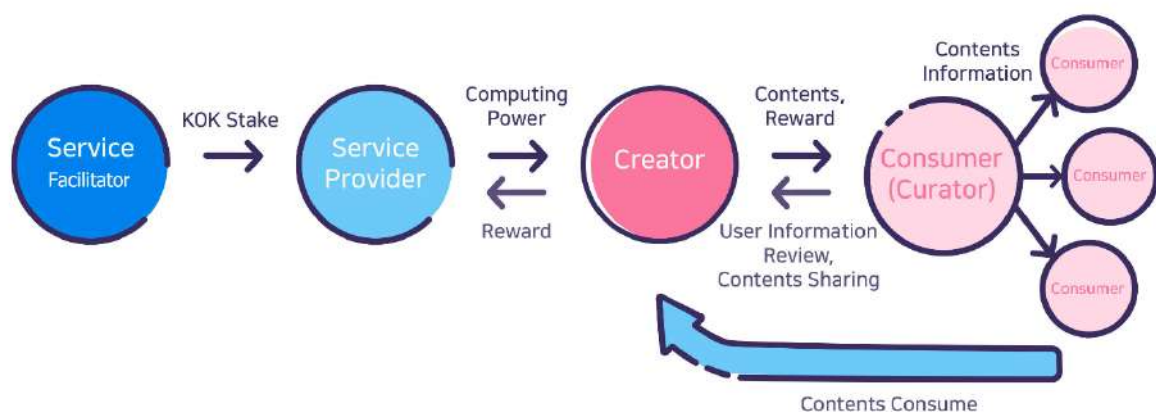 Service
Facilitator
KOK Stake
Service
Provider
Computing
Power
Reward
Creator
Contents,
Reward
User Information
Review,
Contents Sharing
Consumer
(Curator)
Contents
Information
Consumer
Consumer
Consumer
Contents Consume